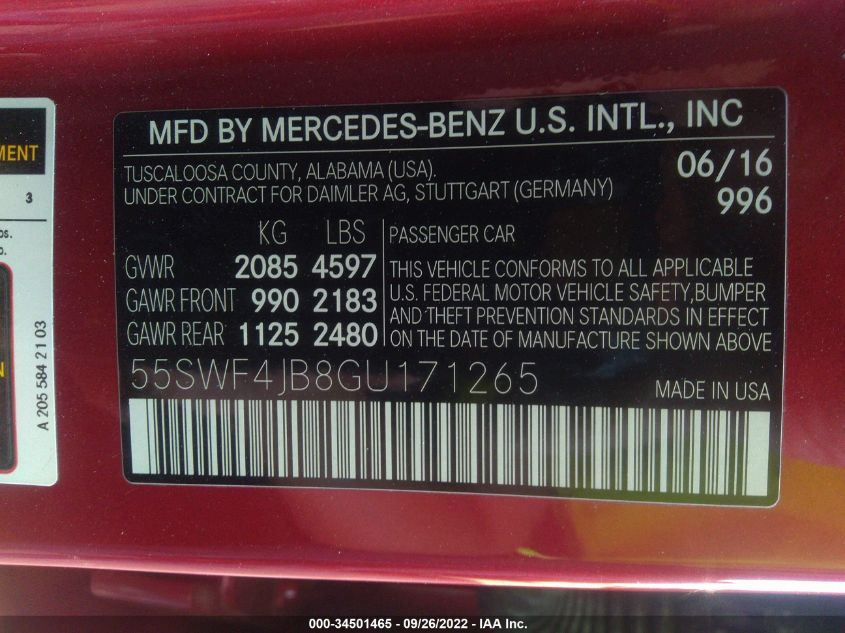 MENT
3
os.
o.
N
A 205 584 21 03
MFD BY MERCEDES-BENZ U.S. INTL., INC
TUSCALOOSA COUNTY, ALABAMA (USA). 06/16
UNDER CONTRACT FOR DAIMLER AG, STUTTGART (GERMANY) 996
KG LBS PASSENGER CAR
GVWR 2085 4597
GAWR FRONT 990 2183
GAWR REAR 1125 2480
THIS VEHICLE CONFORMS TO ALL APPLICABLE
U.S. FEDERAL MOTOR VEHICLE SAFETY,BUMPER
AND THEFT PREVENTION STANDARDS IN EFFECT
ON THE DATE OF MANUFACTURE SHOWN ABOVE
55SWF4JB8GU171265 MADE IN USA
000-34501465 - 09/26/2022 - IAA Inc.